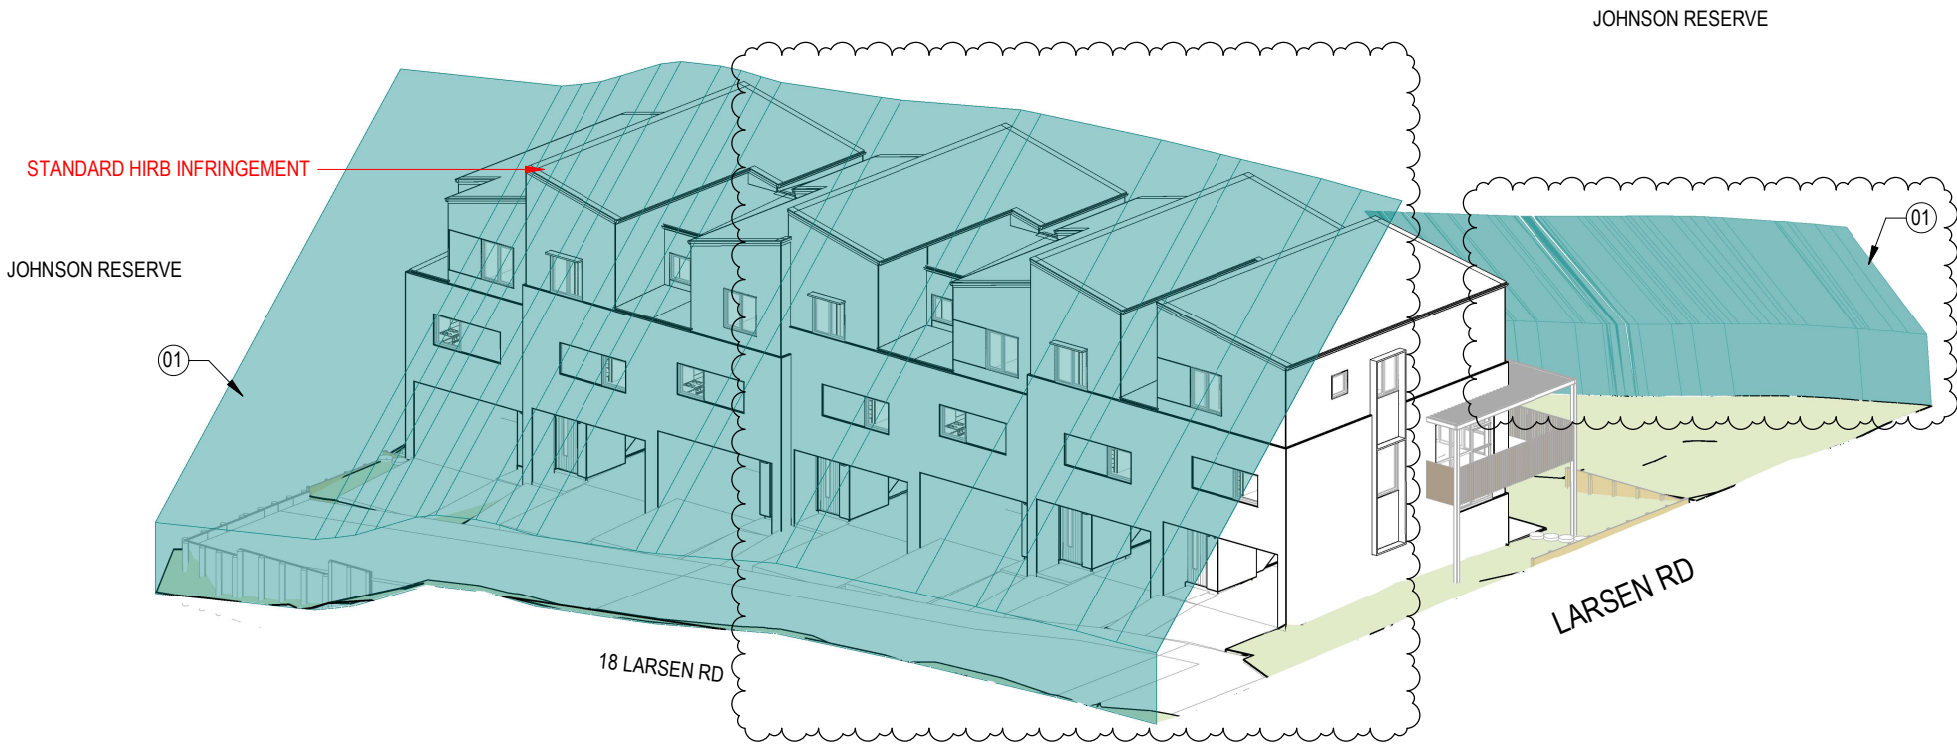 JOHNSON RESERVE
STANDARD HIRB INFRINGEMENT
01
JOHNSON RESERVE
01
LARSEN RD
18 LARSEN RD